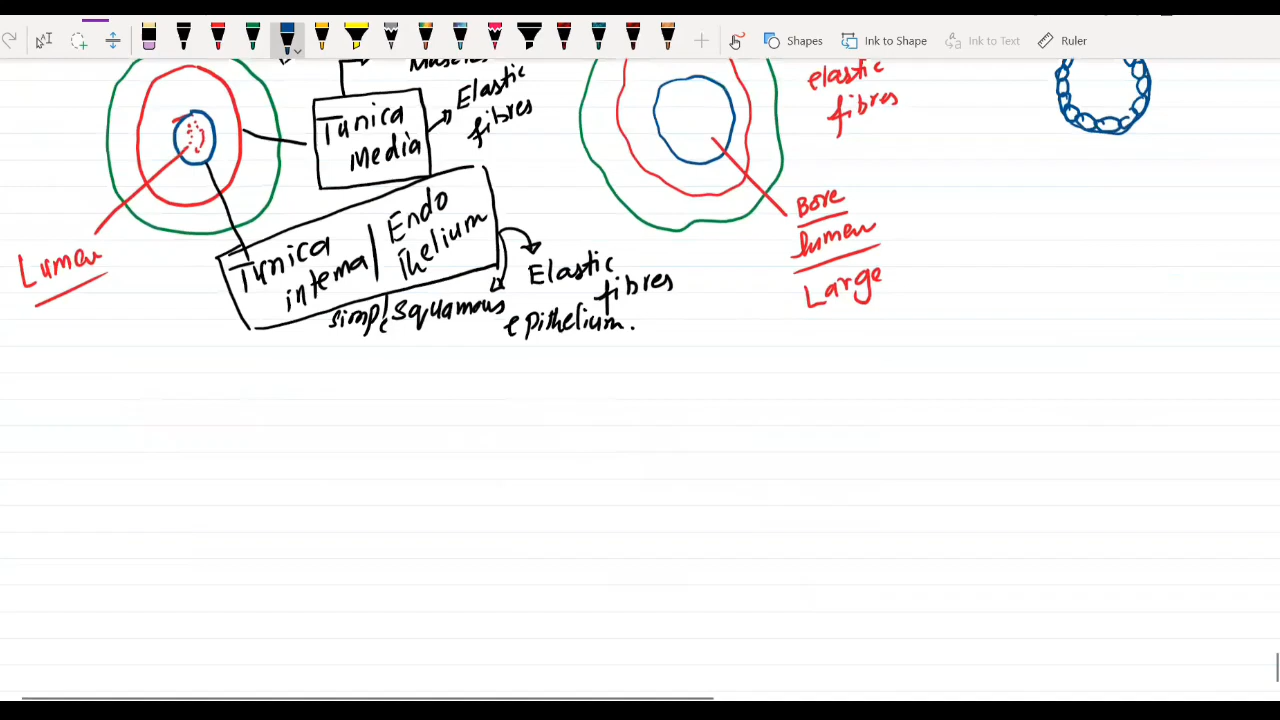 Shapes
Ink to Shape
Ink to Text
Ruler
Muscles
Elastic
fibres
Tunica
Media
Tunica
interna
Endo
thelium
Elastic
fibres
simple squamous
epithelium.
Lumen
elastic
fibres
Bore
lumen
Large